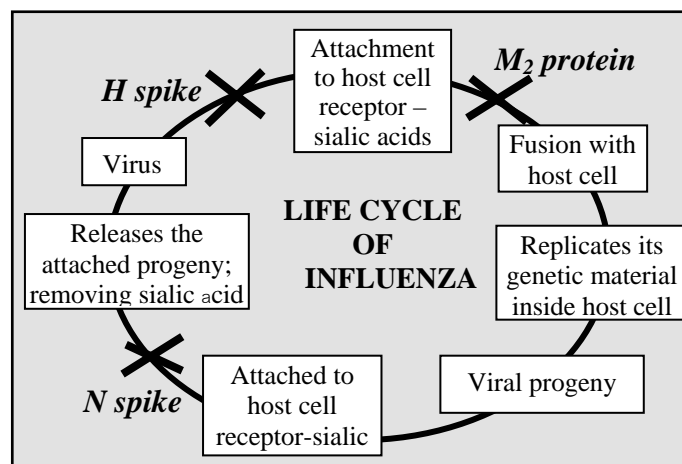 Attachment
to host cell
receptor –
sialic acids
M₂ protein
H spike
Virus
Fusion with
host cell
LIFE CYCLE
OF
INFLUENZA
Releases the
attached progeny;
removing sialic acid
Replicates its
genetic material
inside host cell
N spike
Attached to
host cell
receptor-sialic
Viral progeny